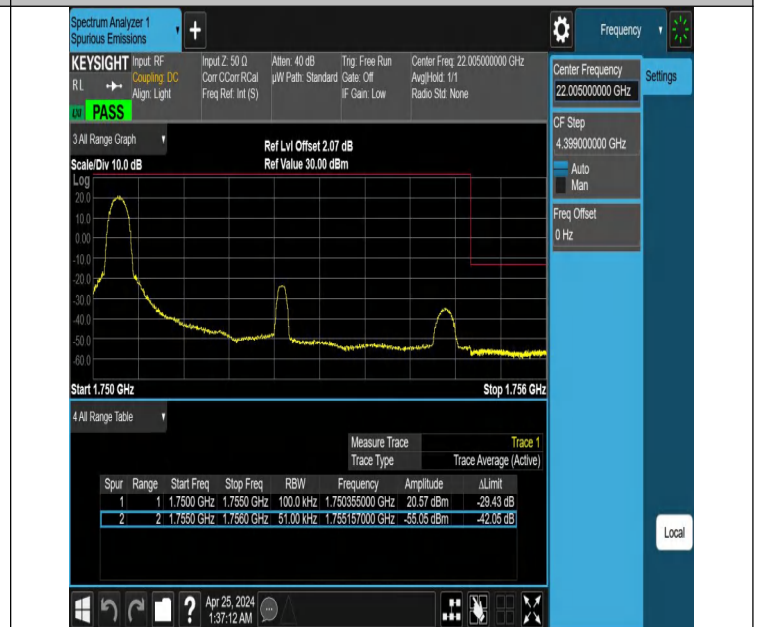 Spectrum Analyzer 1
Spurious Emissions
+
Frequency
KEYSIGHT Input: RF Input Z: 50 Ω Atten: 40 dB Trig: Free Run Center Freq: 22.005000000 GHz
RL Coupling: DC Corr CCorr RCal µW Path: Standard Gate: Off Avg|Hold: 1/1
Align: Light Freq Ref: Int (S) IF Gain: Low Radio Std: None
LXI PASS
Center Frequency
22.005000000 GHz
Settings
CF Step
4.399000000 GHz
Auto
Man
Freq Offset
0 Hz
3 All Range Graph
Ref Lvl Offset 2.07 dB
Scale/Div 10.0 dB Ref Value 30.00 dBm
Log
20.0
10.0
0.00
-10.0
-20.0
-30.0
-40.0
-50.0
-60.0
Start 1.750 GHz Stop 1.756 GHz
4 All Range Table
Measure Trace Trace 1
Trace Type Trace Average (Active)
Spur Range Start Freq Stop Freq RBW Frequency Amplitude ΔLimit
1 1 1.7500 GHz 1.7550 GHz 100.0 kHz 1.750355000 GHz 20.57 dBm -29.43 dB
2 2 1.7550 GHz 1.7560 GHz 51.00 kHz 1.755157000 GHz -55.05 dBm -42.05 dB
Local
? Apr 25, 2024
1:37:12 AM